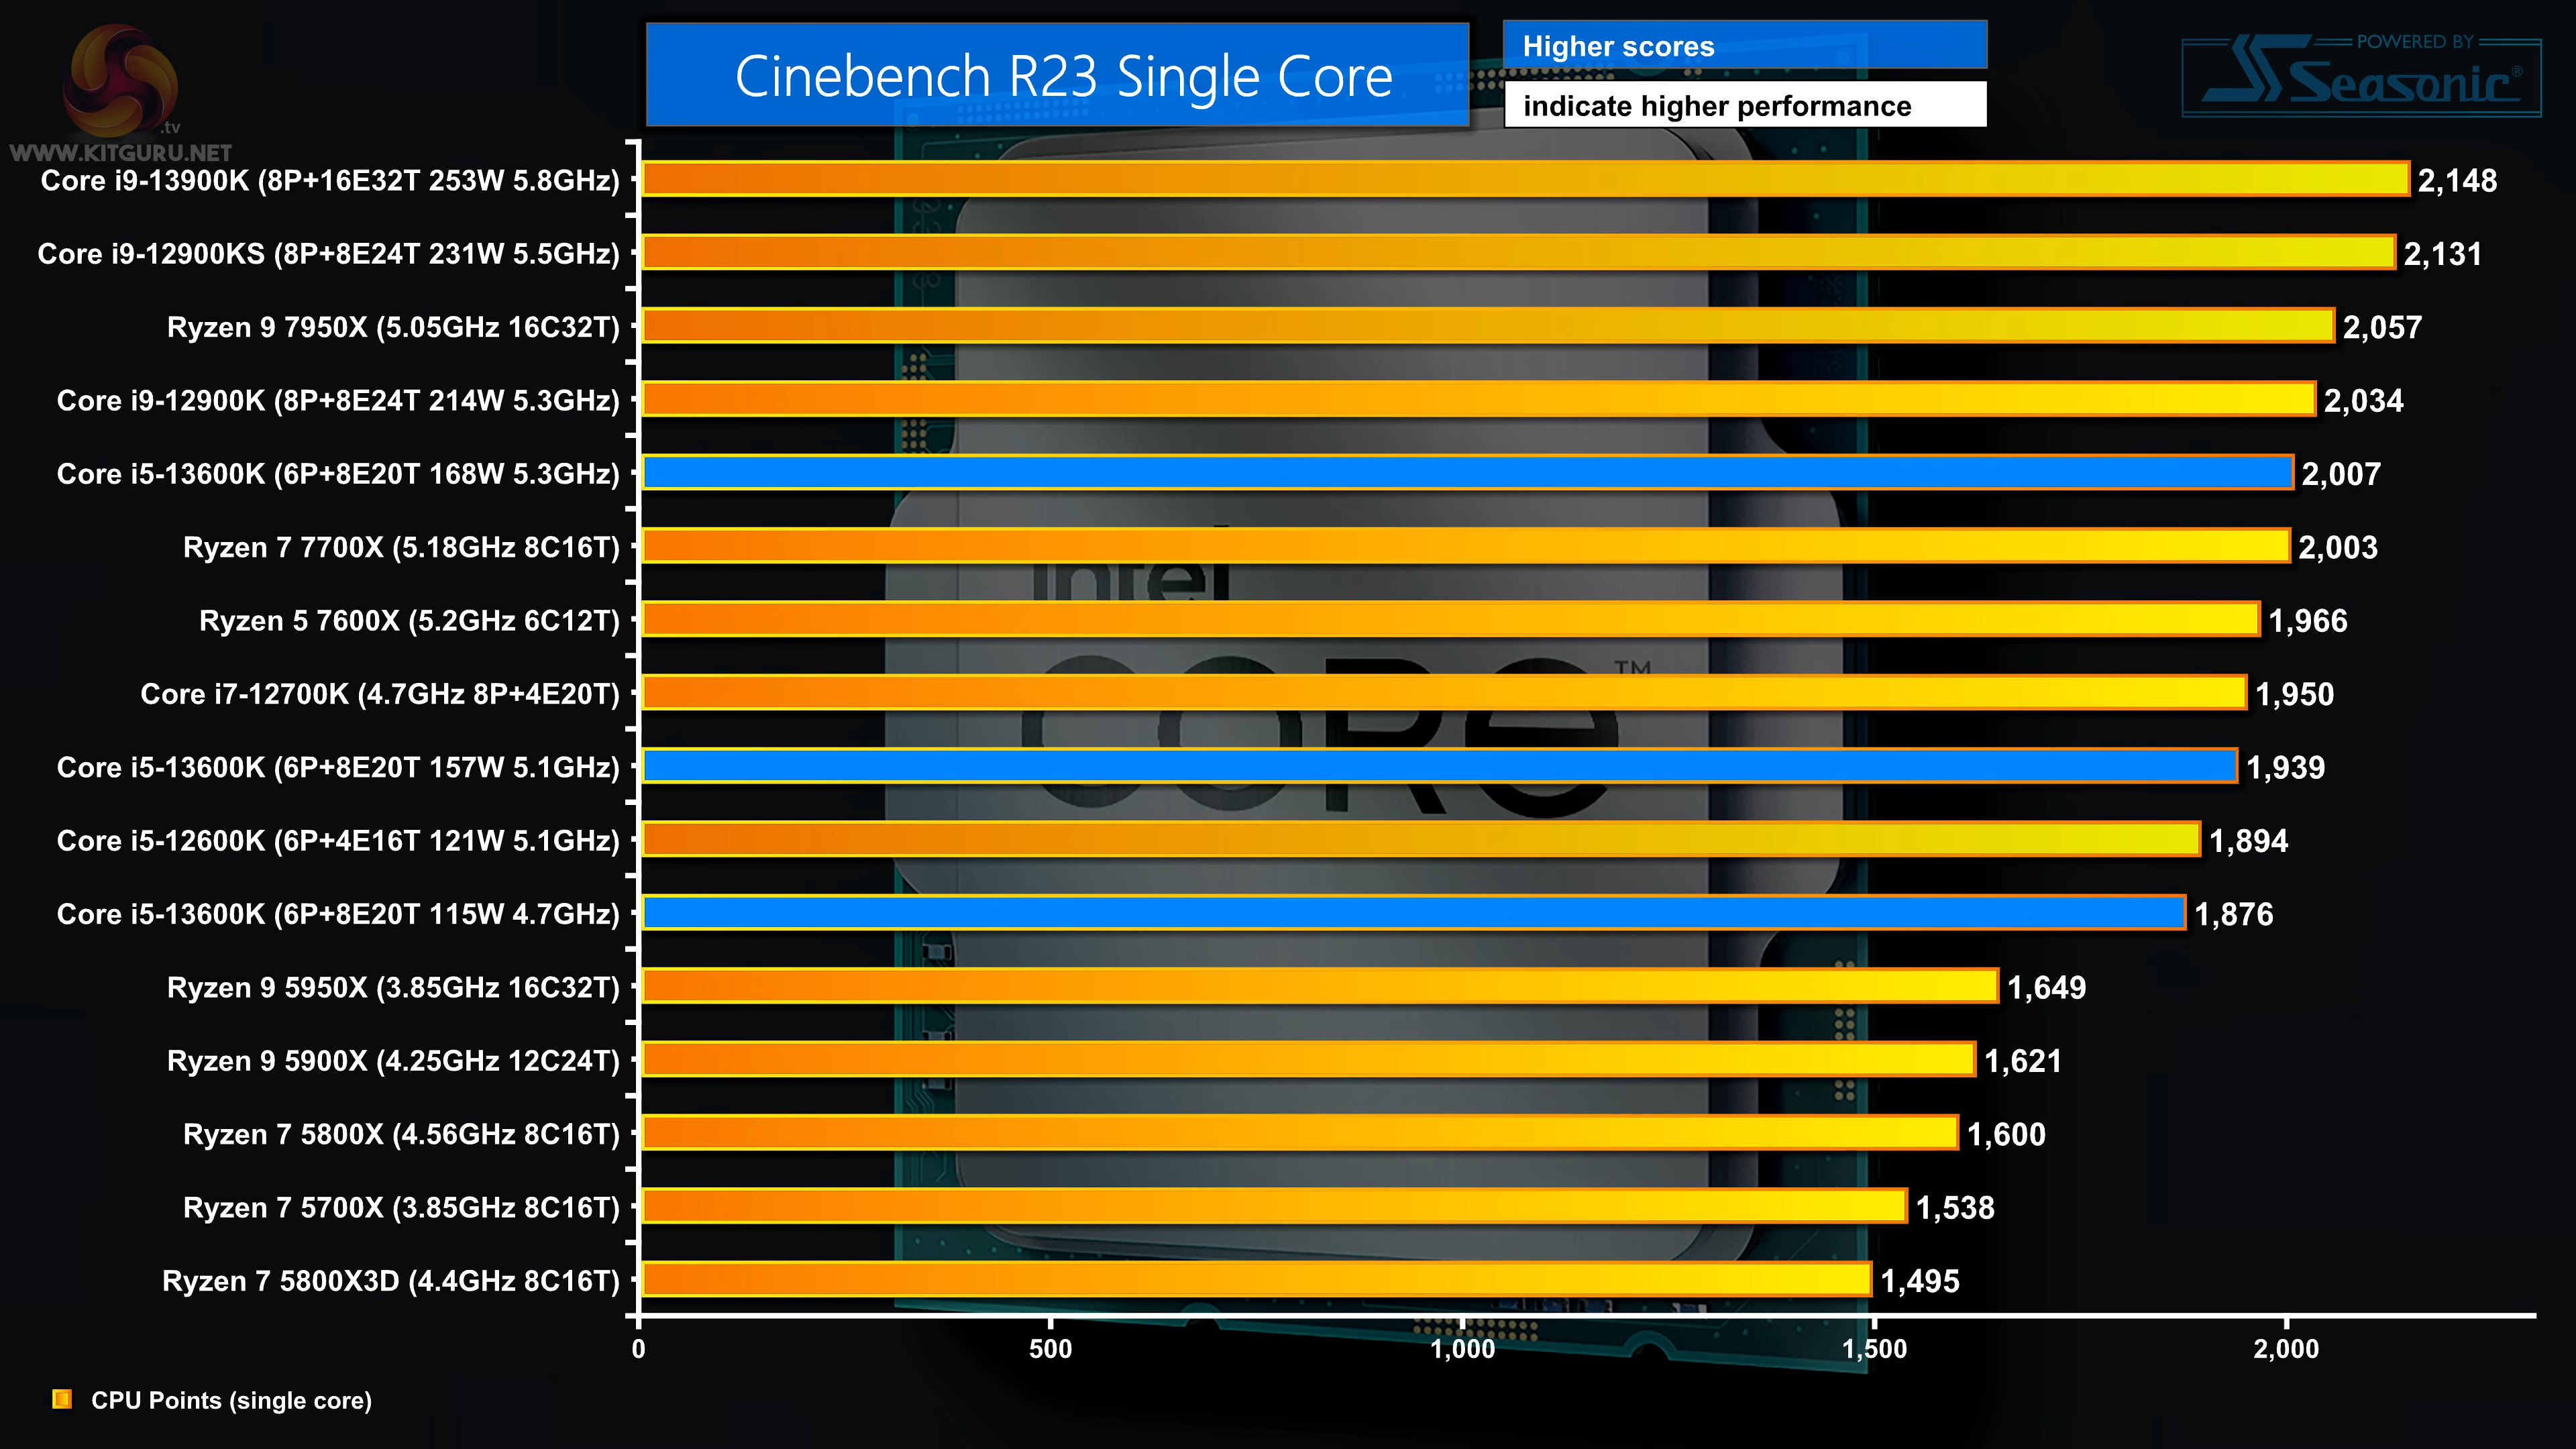 Cinebench R23 Single Core
Higher scores
indicate higher performance
POWERED BY
Seasonic®
.tv
WWW.KITGURU.NET
Core i9-13900K (8P+16E32T 253W 5.8GHz) 2,148
Core i9-12900KS (8P+8E24T 231W 5.5GHz) 2,131
Ryzen 9 7950X (5.05GHz 16C32T) 2,057
Core i9-12900K (8P+8E24T 214W 5.3GHz) 2,034
Core i5-13600K (6P+8E20T 168W 5.3GHz) 2,007
Ryzen 7 7700X (5.18GHz 8C16T) 2,003
intel
Ryzen 5 7600X (5.2GHz 6C12T) 1,966
Core i7-12700K (4.7GHz 8P+4E20T) 1,950
CORE™
Core i5-13600K (6P+8E20T 157W 5.1GHz) 1,939
Core i5-12600K (6P+4E16T 121W 5.1GHz) 1,894
Core i5-13600K (6P+8E20T 115W 4.7GHz) 1,876
Ryzen 9 5950X (3.85GHz 16C32T) 1,649
Ryzen 9 5900X (4.25GHz 12C24T) 1,621
Ryzen 7 5800X (4.56GHz 8C16T) 1,600
Ryzen 7 5700X (3.85GHz 8C16T) 1,538
Ryzen 7 5800X3D (4.4GHz 8C16T) 1,495
0 500 1,000 1,500 2,000
CPU Points (single core)